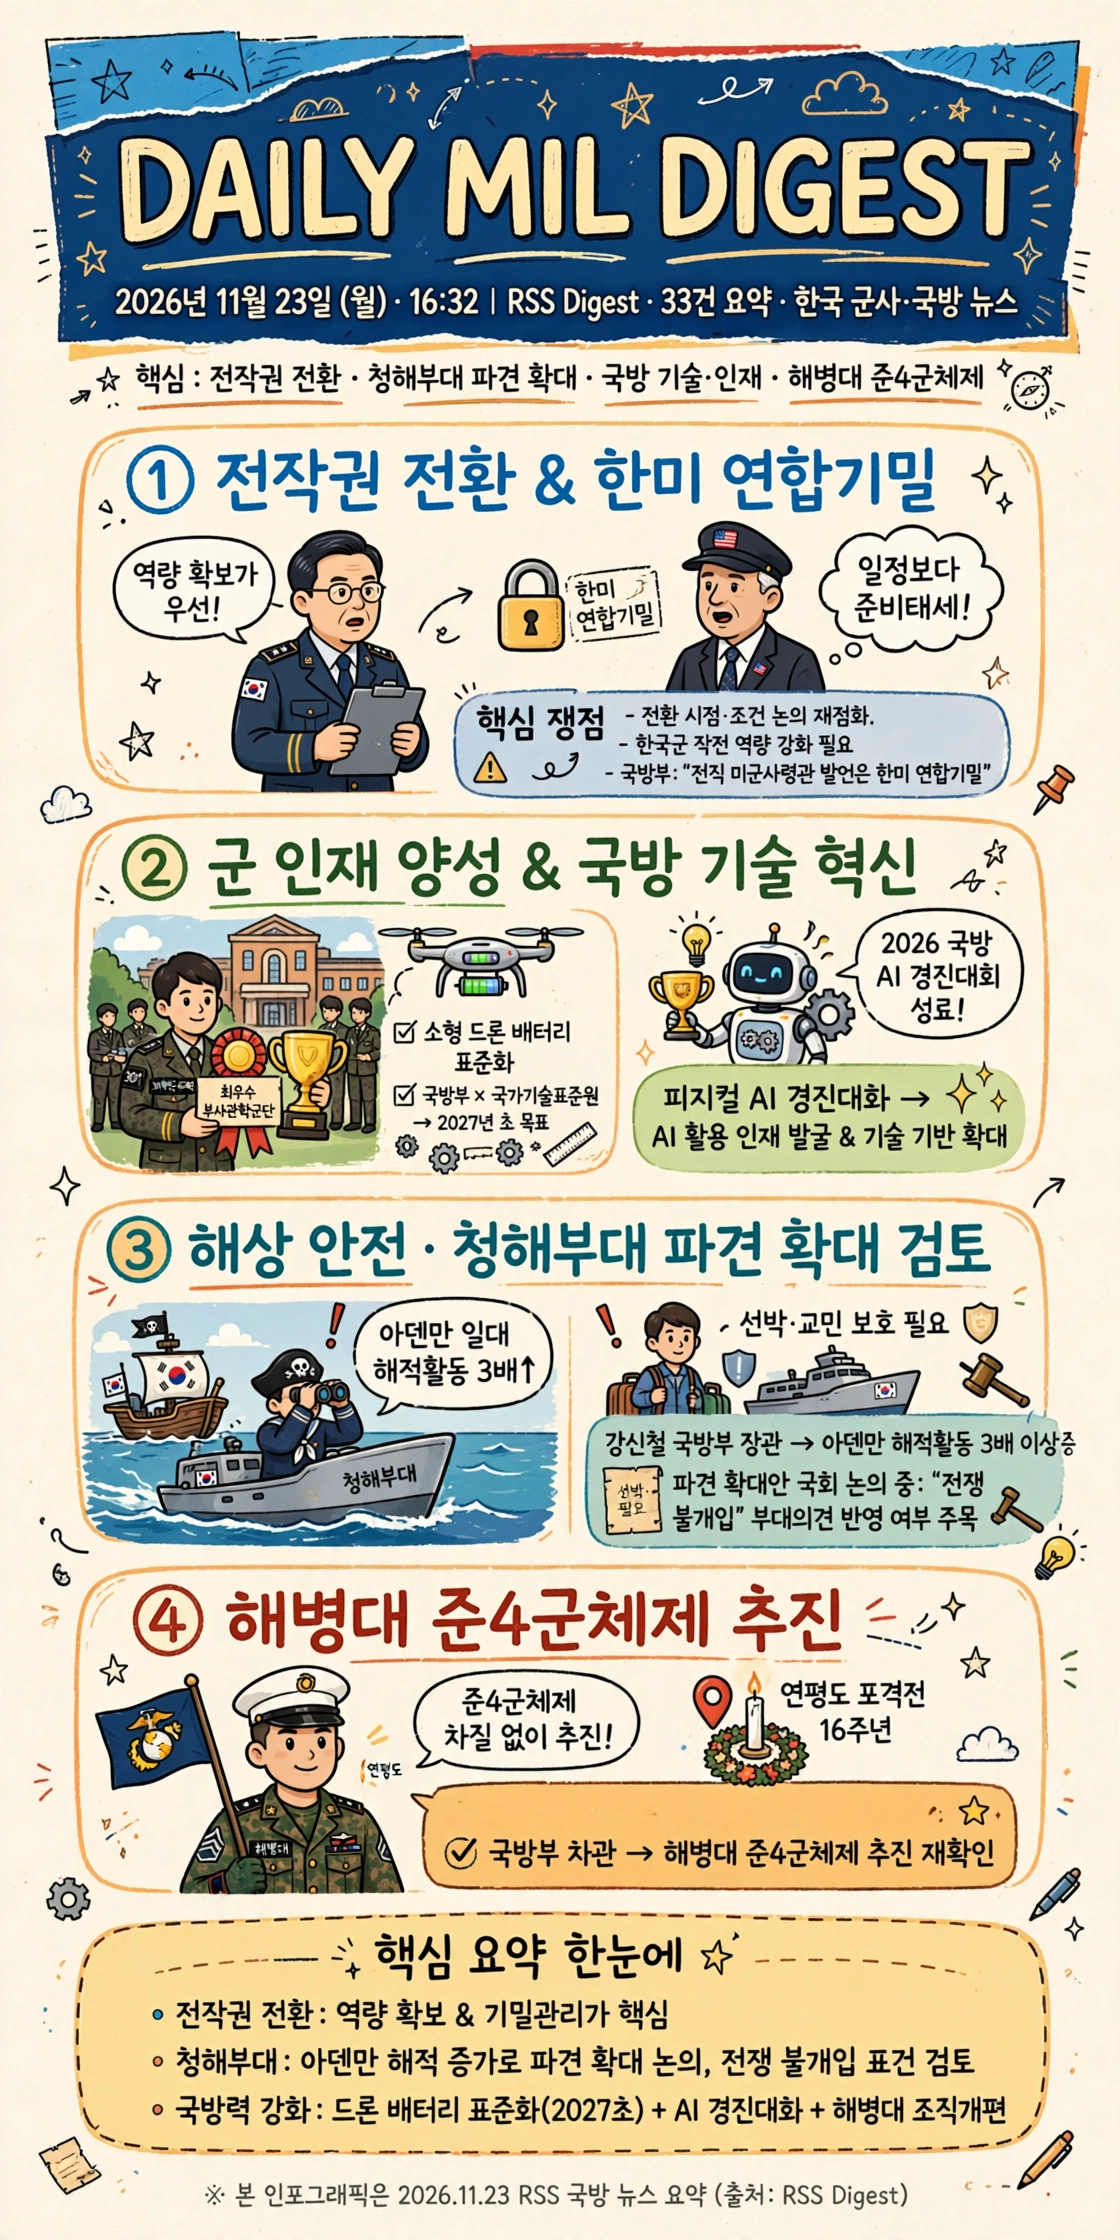 DAILY MIL DIGEST
2026년 11월 23일 (월) · 16:32 | RSS Digest · 33건 요약 · 한국 군사·국방 뉴스
핵심 : 전작권 전환 · 청해부대 파견 확대 · 국방 기술·인재 · 해병대 준4군체제
① 전작권 전환 & 한미 연합기밀
역량 확보가
우선!
한미
연합기밀
일정보다
준비태세!
핵심 쟁점
- 전환 시점·조건 논의 재점화.
- 한국군 작전 역량 강화 필요
- 국방부: “전직 미군사령관 발언은 한미 연합기밀”
② 군 인재 양성 & 국방 기술 혁신
최우수
부사관학군단
소형 드론 배터리
표준화
국방부 × 국가기술표준원
→ 2027년 초 목표
2026 국방
AI 경진대회
성료!
피지컬 AI 경진대화 →
AI 활용 인재 발굴 & 기술 기반 확대
③ 해상 안전 · 청해부대 파견 확대 검토
아덴만 일대
해적활동 3배↑
청해부대
선박·교민 보호 필요
강신철 국방부 장관 → 아덴만 해적활동 3배 이상증
선박·
필요
파견 확대안 국회 논의 중: “전쟁
불개입” 부대의견 반영 여부 주목
④ 해병대 준4군체제 추진
준4군체제
차질 없이 추진!
연평도
해병대
연평도 포격전
16주년
국방부 차관 → 해병대 준4군체제 추진 재확인
핵심 요약 한눈에
• 전작권 전환 : 역량 확보 & 기밀관리가 핵심
• 청해부대 : 아덴만 해적 증가로 파견 확대 논의, 전쟁 불개입 표건 검토
• 국방력 강화 : 드론 배터리 표준화(2027초) + AI 경진대화 + 해병대 조직개편
※ 본 인포그래픽은 2026.11.23 RSS 국방 뉴스 요약 (출처: RSS Digest)